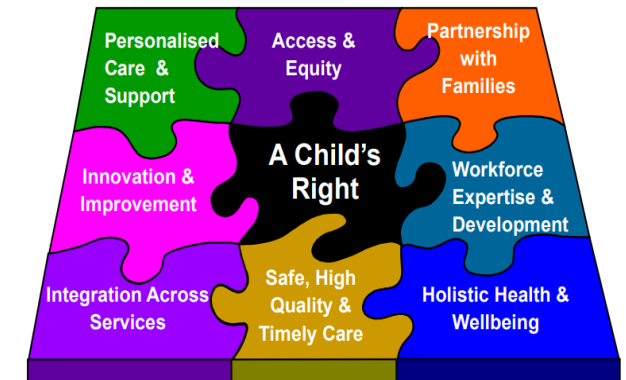 Personalised
Care &
Support
Access &
Equity
Partnership
with
Families
Innovation &
Improvement
A Child's
Right
Workforce
Expertise &
Development
Integration Across
Services
Safe, High
Quality &
Timely Care
Holistic Health &
Wellbeing